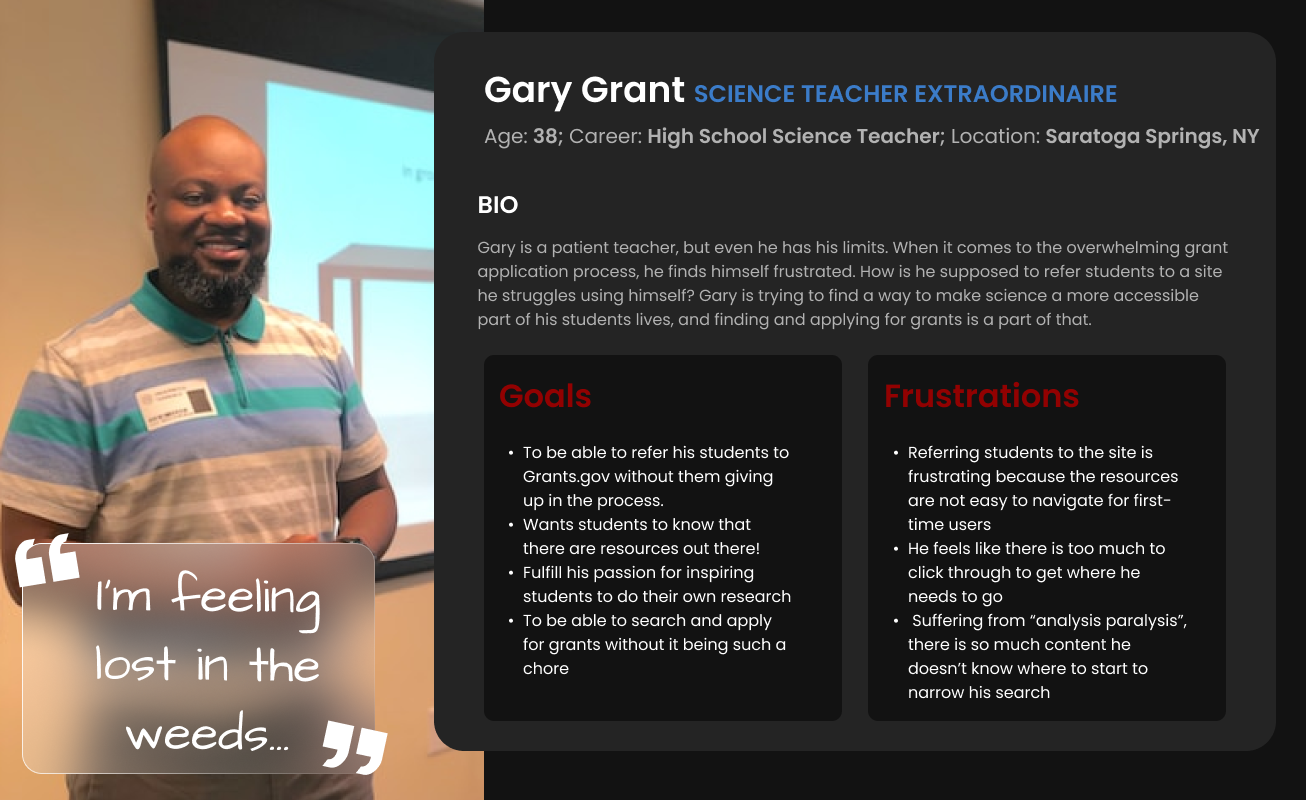 Gary Grant SCIENCE TEACHER EXTRAORDINAIRE
Age: 38; Career: High School Science Teacher; Location: Saratoga Springs, NY
BIO
Gary is a patient teacher, but even he has his limits. When it comes to the overwhelming grant
application process, he finds himself frustrated. How is he supposed to refer students to a site
he struggles using himself? Gary is trying to find a way to make science a more accessible
part of his students lives, and finding and applying for grants is a part of that.
Goals
• To be able to refer his students to
Grants.gov without them giving
up in the process.
• Wants students to know that
there are resources out there!
• Fulfill his passion for inspiring
students to do their own research
• To be able to search and apply
for grants without it being such a
chore
Frustrations
• Referring students to the site is
frustrating because the resources
are not easy to navigate for first-
time users
• He feels like there is too much to
click through to get where he
needs to go
• Suffering from “analysis paralysis”,
there is so much content he
doesn’t know where to start to
narrow his search
“I'm feeling
lost in the
weeds...”